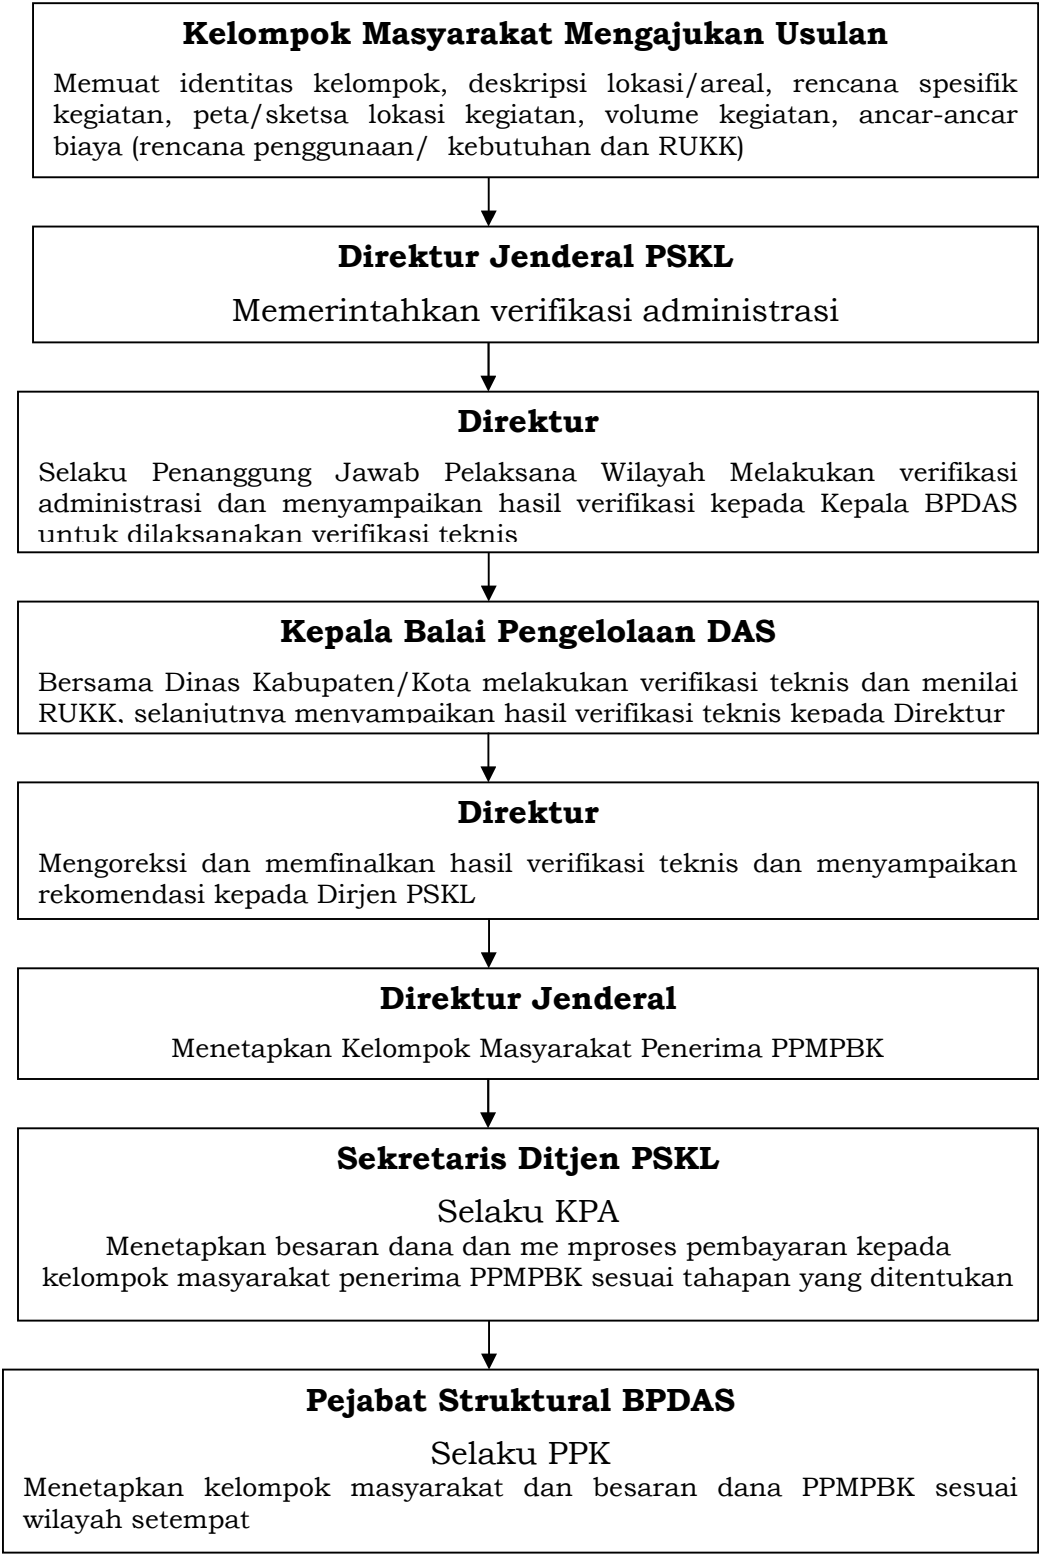 Kelompok Masyarakat Mengajukan Usulan
Memuat identitas kelompok, deskripsi lokasi/areal, rencana spesifik
kegiatan, peta/sketsa lokasi kegiatan, volume kegiatan, ancar-ancar
biaya (rencana penggunaan/ kebutuhan dan RUKK)
Direktur Jenderal PSKL
Memerintahkan verifikasi administrasi
Direktur
Selaku Penanggung Jawab Pelaksana Wilayah Melakukan verifikasi
administrasi dan menyampaikan hasil verifikasi kepada Kepala BPDAS
untuk dilaksanakan verifikasi teknis
Kepala Balai Pengelolaan DAS
Bersama Dinas Kabupaten/Kota melakukan verifikasi teknis dan menilai
RUKK, selanjutnya menyampaikan hasil verifikasi teknis kepada Direktur
Direktur
Mengoreksi dan memfinalkan hasil verifikasi teknis dan menyampaikan
rekomendasi kepada Dirjen PSKL
Direktur Jenderal
Menetapkan Kelompok Masyarakat Penerima PPMPBK
Sekretaris Ditjen PSKL
Selaku KPA
Menetapkan besaran dana dan me mproses pembayaran kepada
kelompok masyarakat penerima PPMPBK sesuai tahapan yang ditentukan
Pejabat Struktural BPDAS
Selaku PPK
Menetapkan kelompok masyarakat dan besaran dana PPMPBK sesuai
wilayah setempat